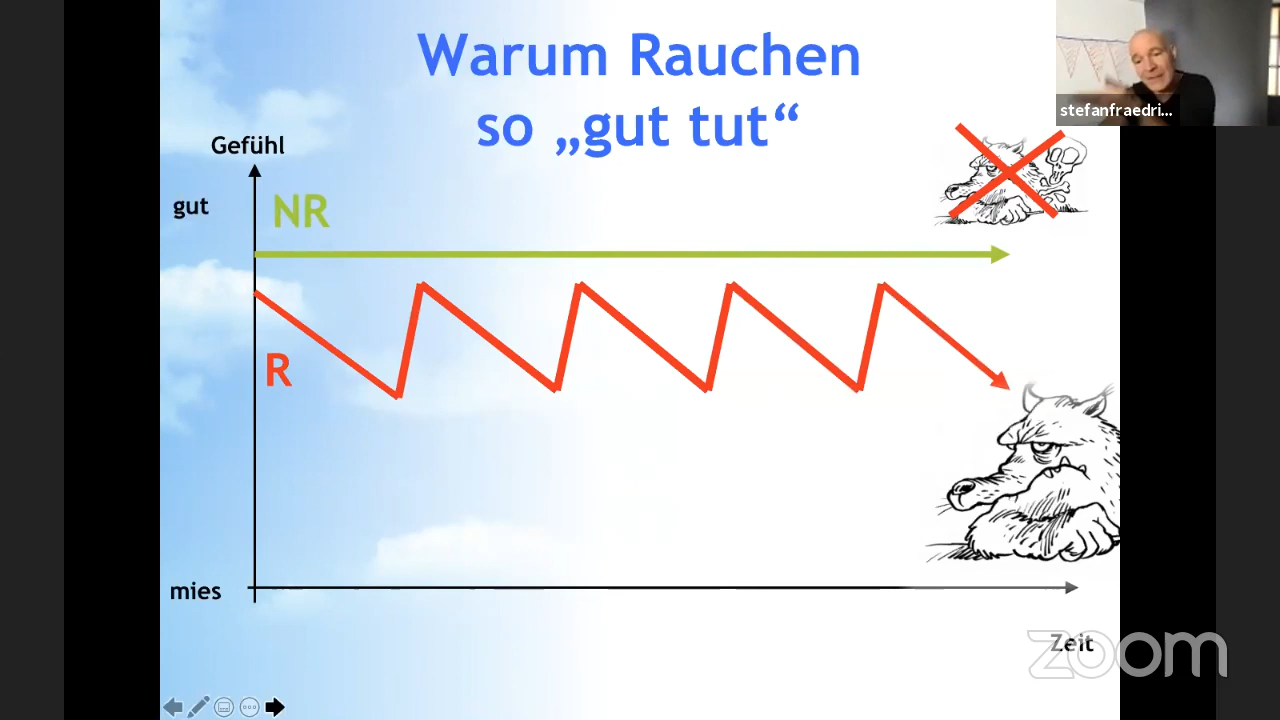 Warum Rauchen
so „gut tut“
stefanfraedri...
Gefühl
gut
NR
R
mies
Zeit
zoom